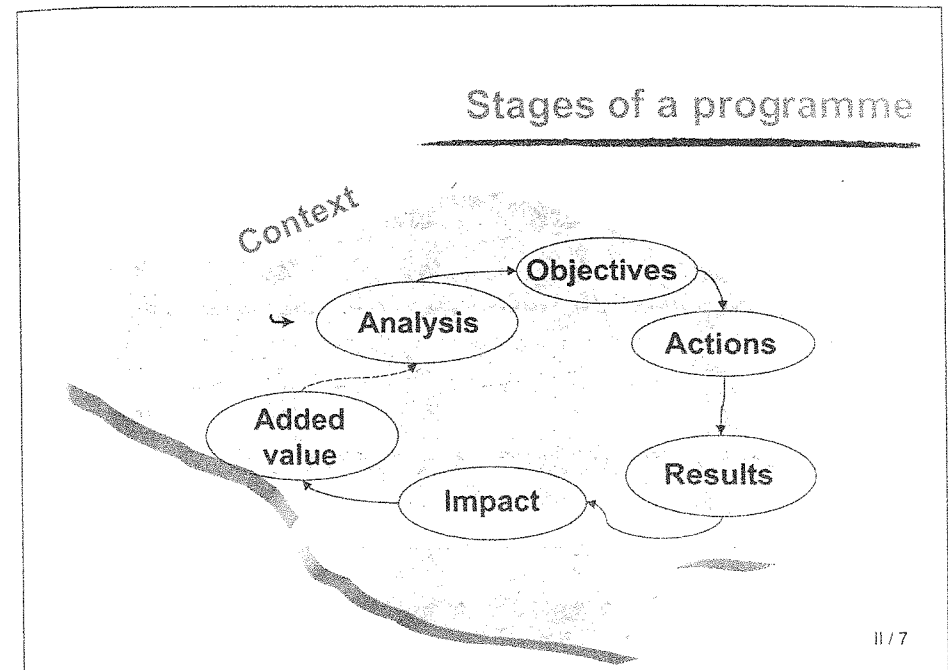 Stages of a programme
Context
Objectives
Analysis
Actions
Added
value
Results
Impact
II / 7